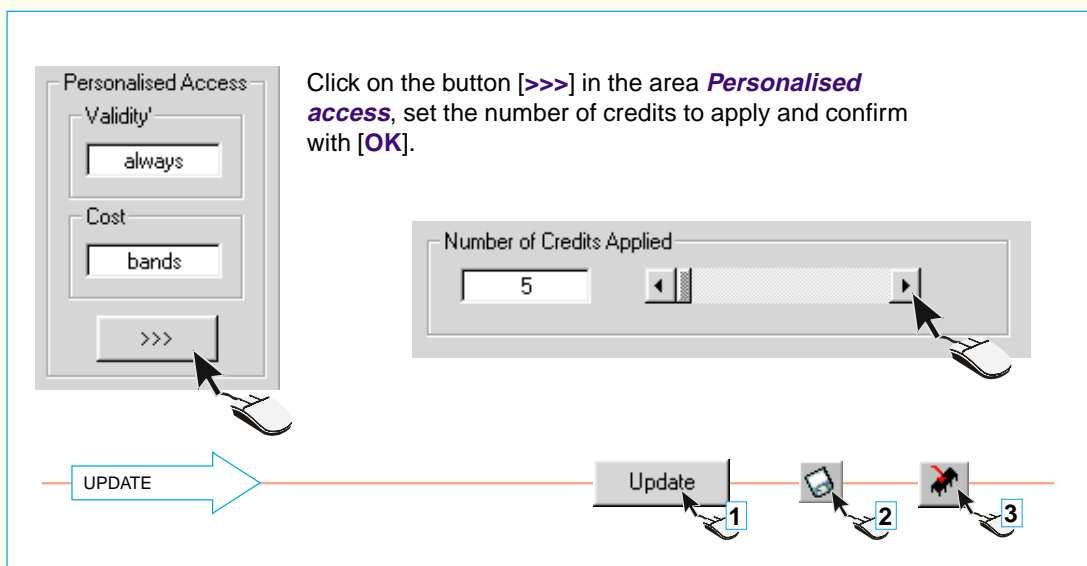 Personalised Access
Validity'
always
Cost
bands
>>>
Click on the button [>>>] in the area Personalised
access, set the number of credits to apply and confirm
with [OK].
Number of Credits Applied
5
UPDATE
Update
1
2
3